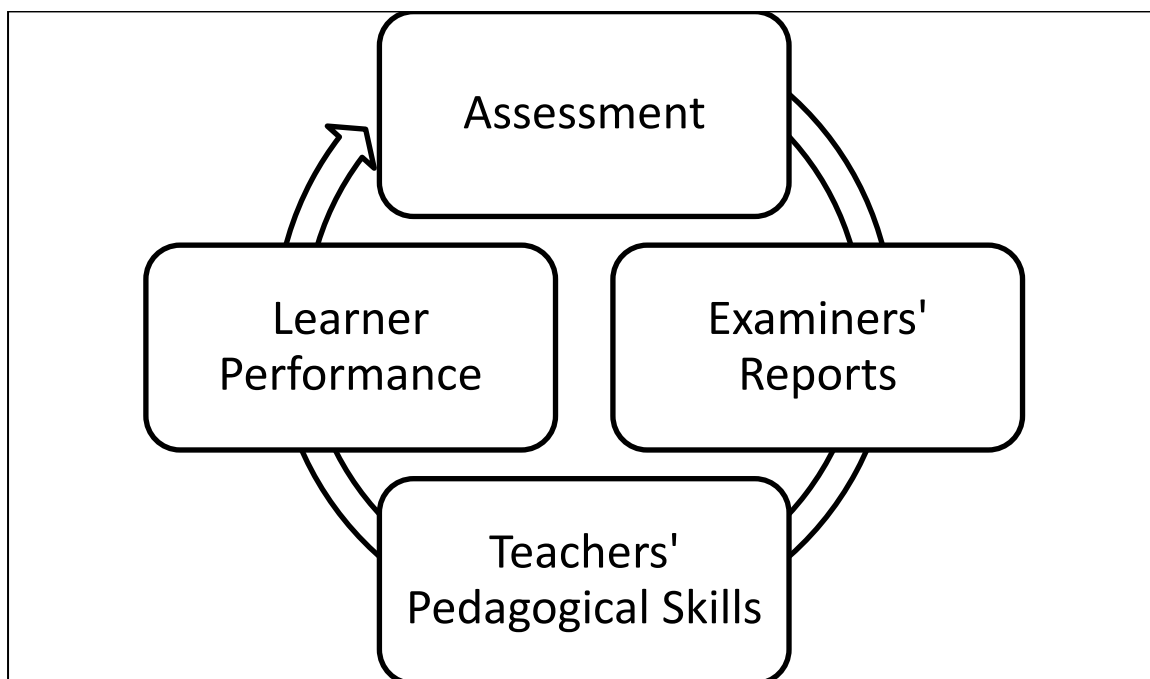 Assessment
Examiners'
Reports
Teachers'
Pedagogical Skills
Learner
Performance